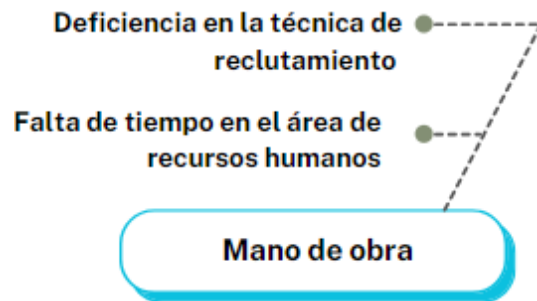 Deficiencia en la técnica de
reclutamiento
Falta de tiempo en el área de
recursos humanos
Mano de obra